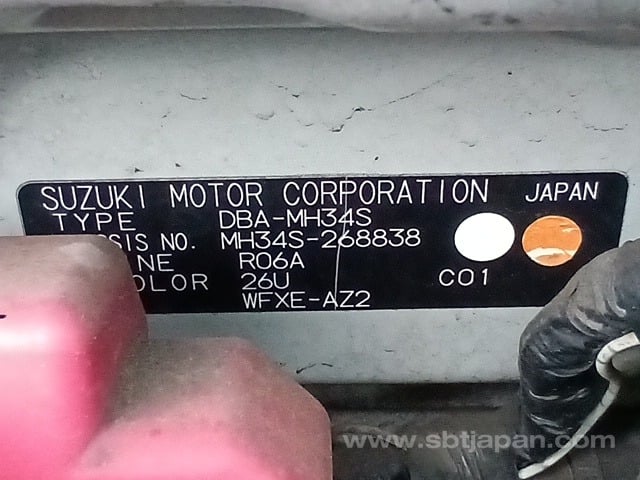 SUZUKI MOTOR CORPORATION JAPAN
TYPE DBA-MH34S
SIS NO. MH34S-268838
NE R06A
OLOR 26U C01
WFXE-AZ2
www.sbtjapan.com